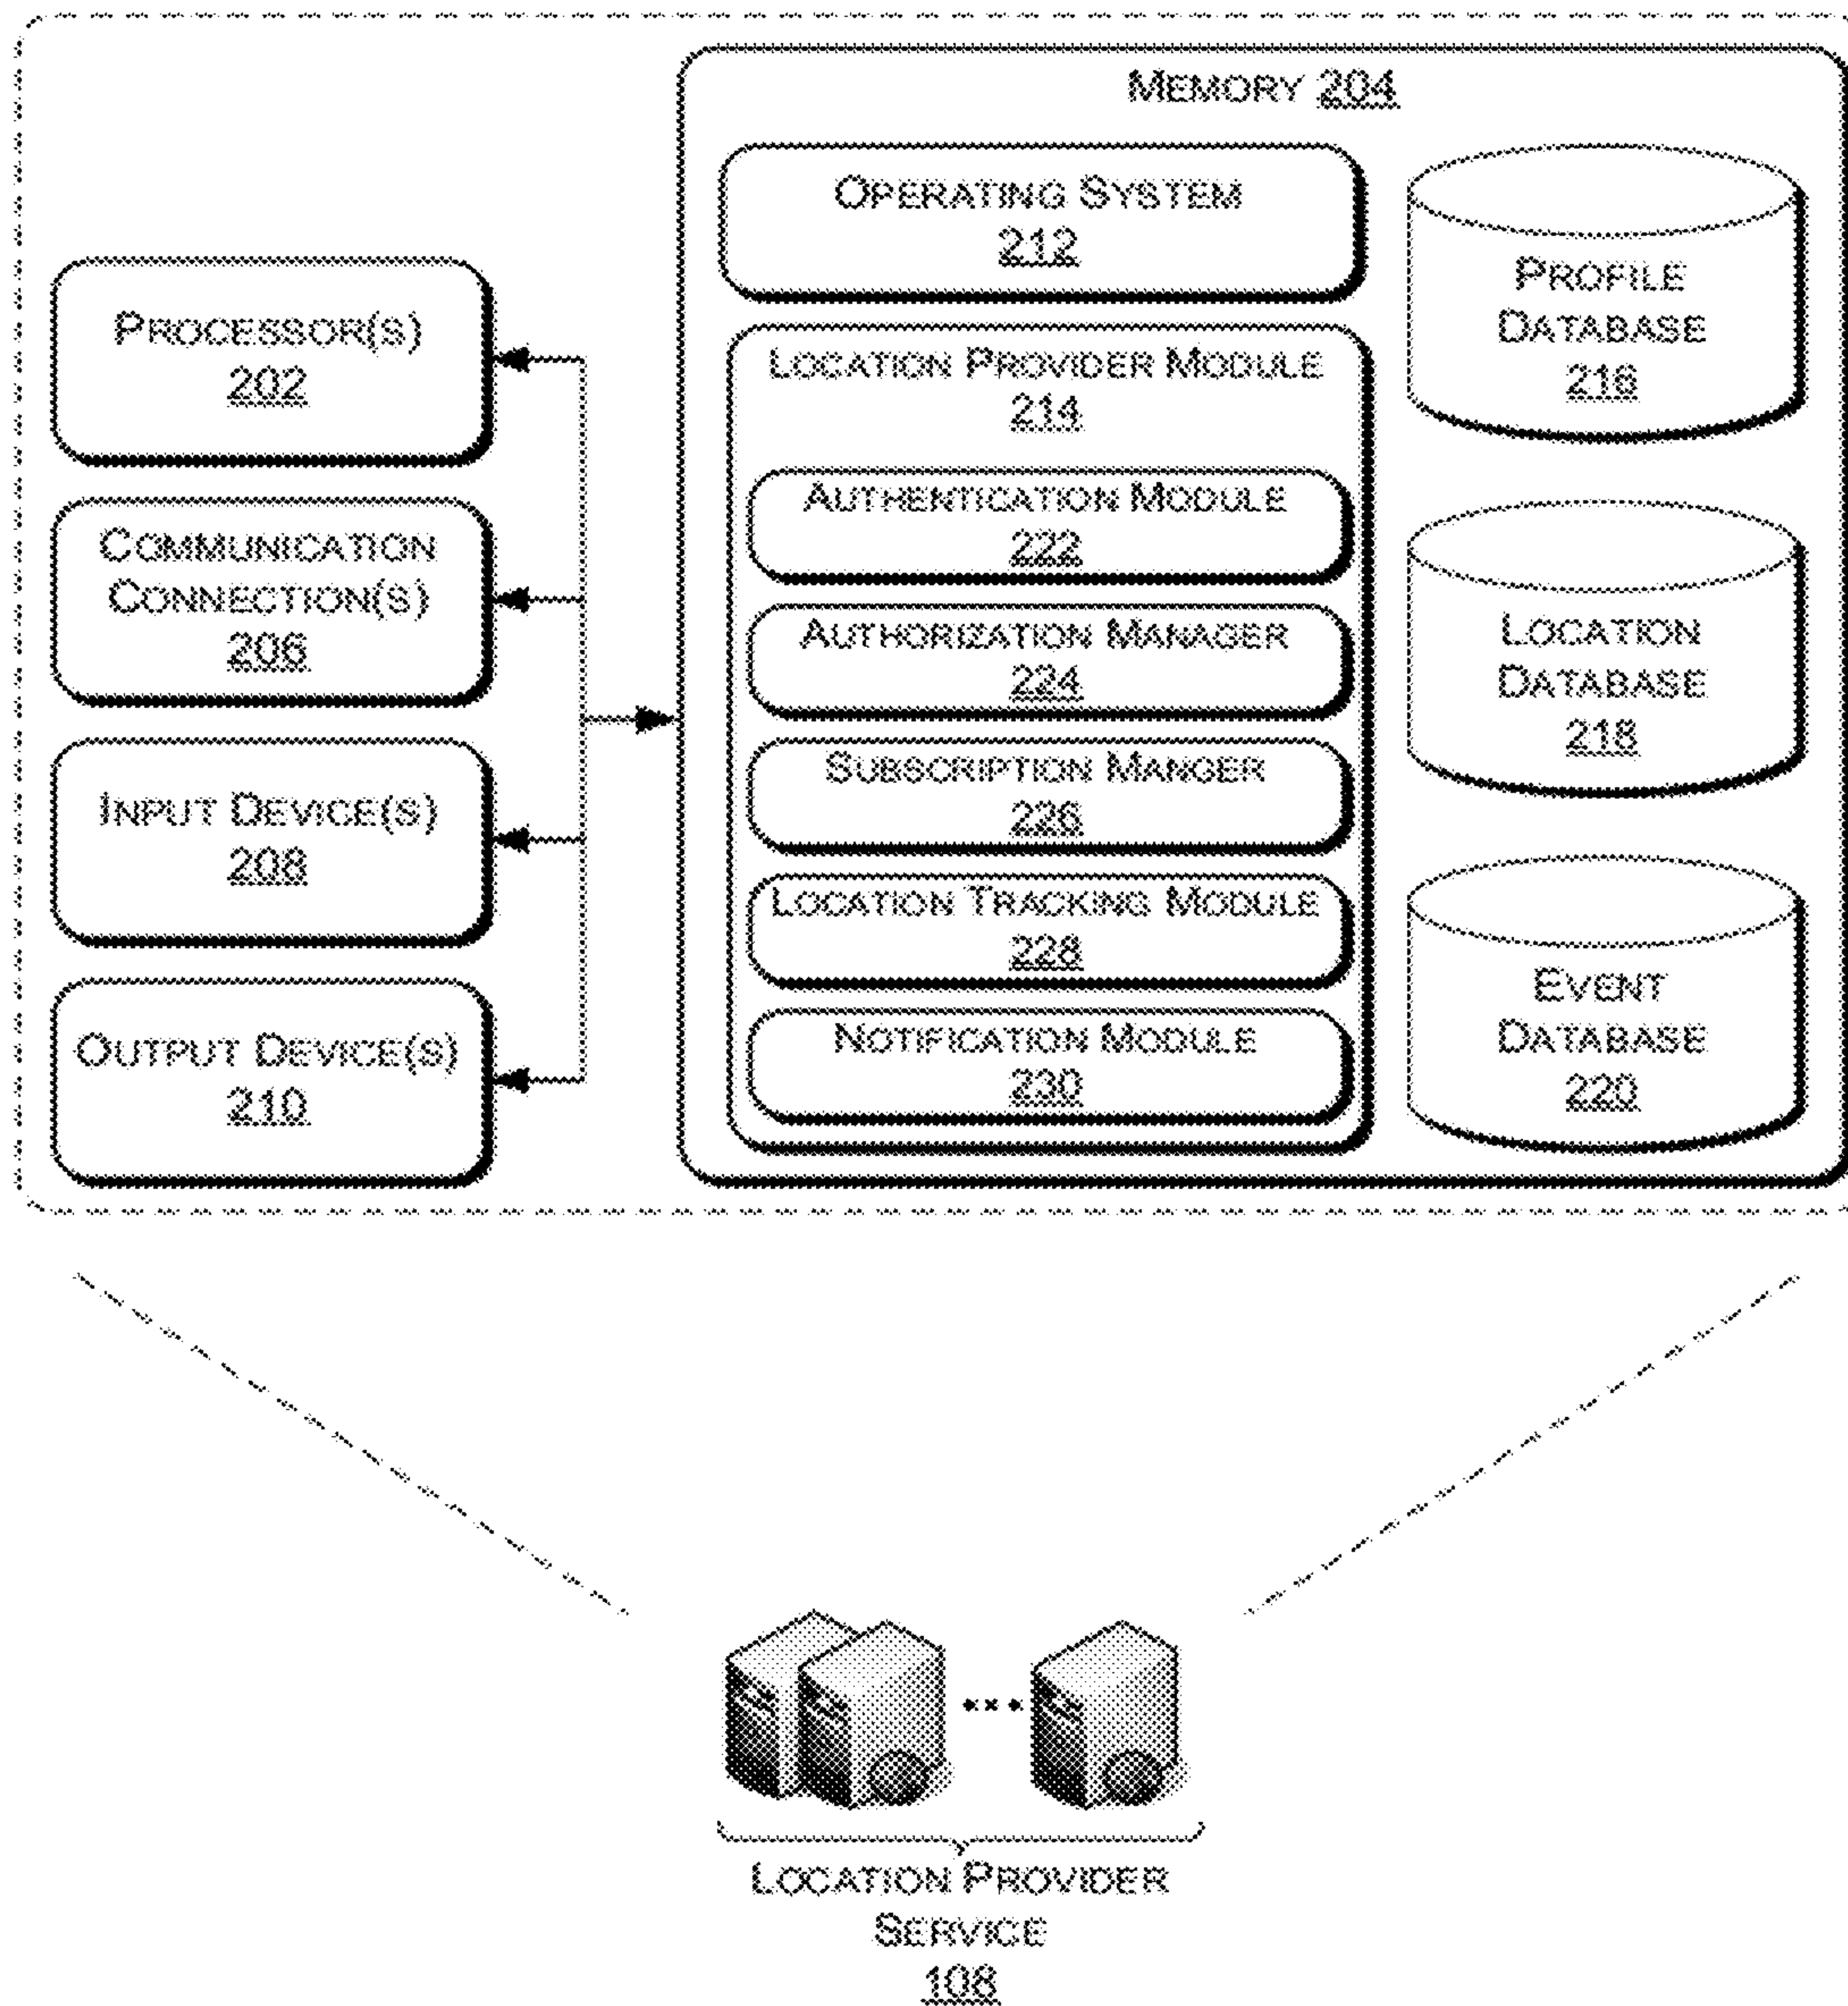 MEMORY 204
OPERATING SYSTEM
212
PROFILE
DATABASE
216
PROCESSOR(S)
202
LOCATION PROVIDER MODULE
214
AUTHENTICATION MODULE
222
COMMUNICATION
CONNECTION(S)
206
AUTHORIZATION MANAGER
224
LOCATION
DATABASE
218
SUBSCRIPTION MANGER
226
INPUT DEVICE(S)
208
LOCATION TRACKING MODULE
228
EVENT
DATABASE
220
OUTPUT DEVICE(S)
210
NOTIFICATION MODULE
230
LOCATION PROVIDER
SERVICE
108